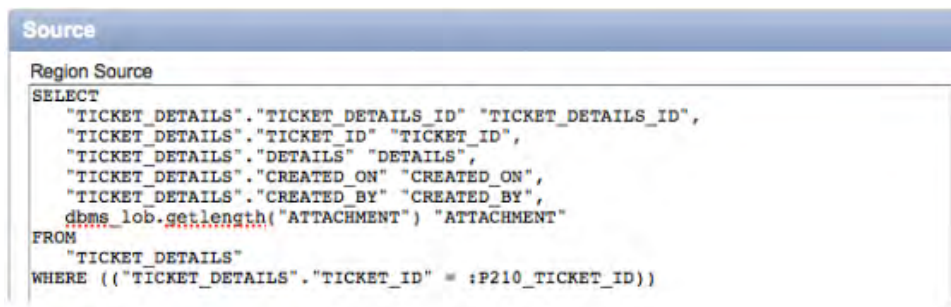 Source
Region Source
SELECT
"TICKET_DETAILS"."TICKET_DETAILS_ID" "TICKET_DETAILS_ID",
"TICKET_DETAILS"."TICKET_ID" "TICKET_ID",
"TICKET_DETAILS"."DETAILS" "DETAILS",
"TICKET_DETAILS"."CREATED_ON" "CREATED_ON",
"TICKET_DETAILS"."CREATED_BY" "CREATED_BY",
dbms_lob.getlength("ATTACHMENT") "ATTACHMENT"
FROM
"TICKET_DETAILS"
WHERE (("TICKET_DETAILS"."TICKET_ID" = :P210_TICKET_ID))